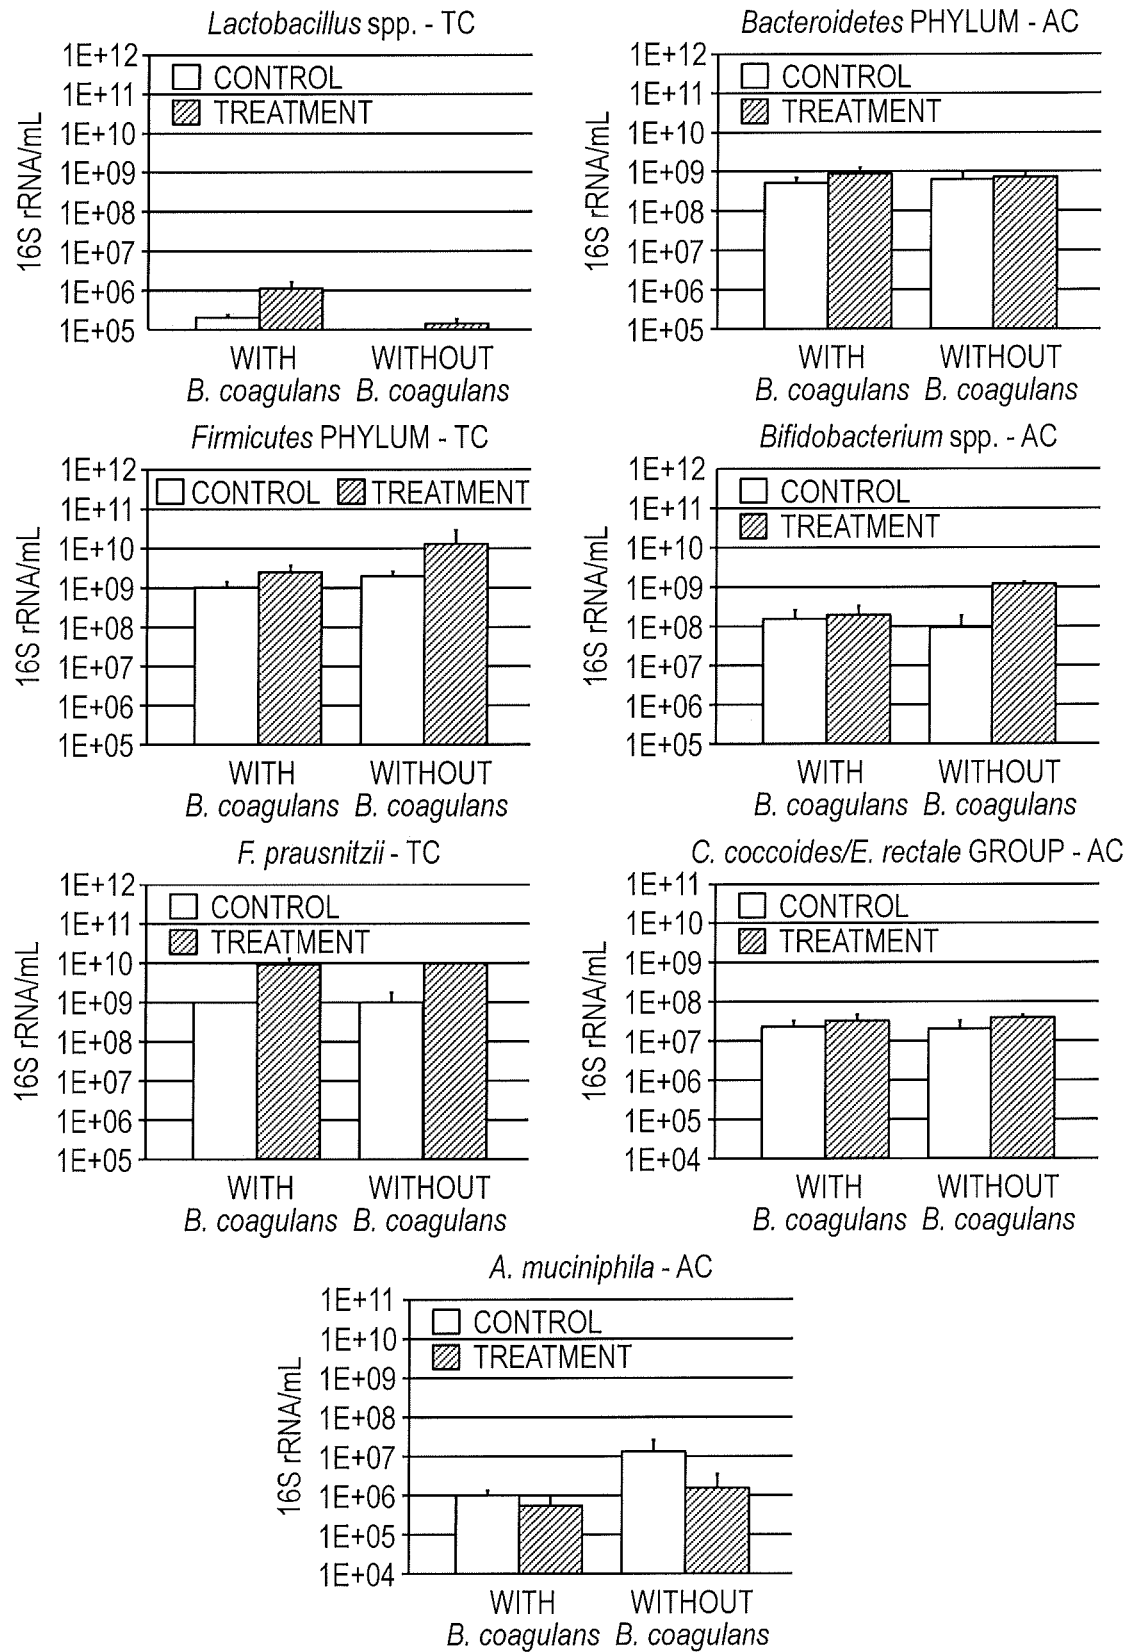 Lactobacillus spp. - TC
1E+12
1E+11
1E+10
1E+09
1E+08
1E+07
1E+06
1E+05
16S rRNA/mL
CONTROL
TREATMENT
WITH WITHOUT
B. coagulans B. coagulans
Bacteroidetes PHYLUM - AC
1E+12
1E+11
1E+10
1E+09
1E+08
1E+07
1E+06
1E+05
16S rRNA/mL
CONTROL
TREATMENT
WITH WITHOUT
B. coagulans B. coagulans
Firmicutes PHYLUM - TC
1E+12
1E+11
1E+10
1E+09
1E+08
1E+07
1E+06
1E+05
16S rRNA/mL
CONTROL TREATMENT
WITH WITHOUT
B. coagulans B. coagulans
Bifidobacterium spp. - AC
1E+12
1E+11
1E+10
1E+09
1E+08
1E+07
1E+06
1E+05
16S rRNA/mL
CONTROL
TREATMENT
WITH WITHOUT
B. coagulans B. coagulans
F. prausnitzii - TC
1E+12
1E+11
1E+10
1E+09
1E+08
1E+07
1E+06
1E+05
16S rRNA/mL
CONTROL
TREATMENT
WITH WITHOUT
B. coagulans B. coagulans
C. coccoides/E. rectale GROUP - AC
1E+11
1E+10
1E+09
1E+08
1E+07
1E+06
1E+05
1E+04
16S rRNA/mL
CONTROL
TREATMENT
WITH WITHOUT
B. coagulans B. coagulans
A. muciniphila - AC
1E+11
1E+10
1E+09
1E+08
1E+07
1E+06
1E+05
1E+04
16S rRNA/mL
CONTROL
TREATMENT
WITH WITHOUT
B. coagulans B. coagulans